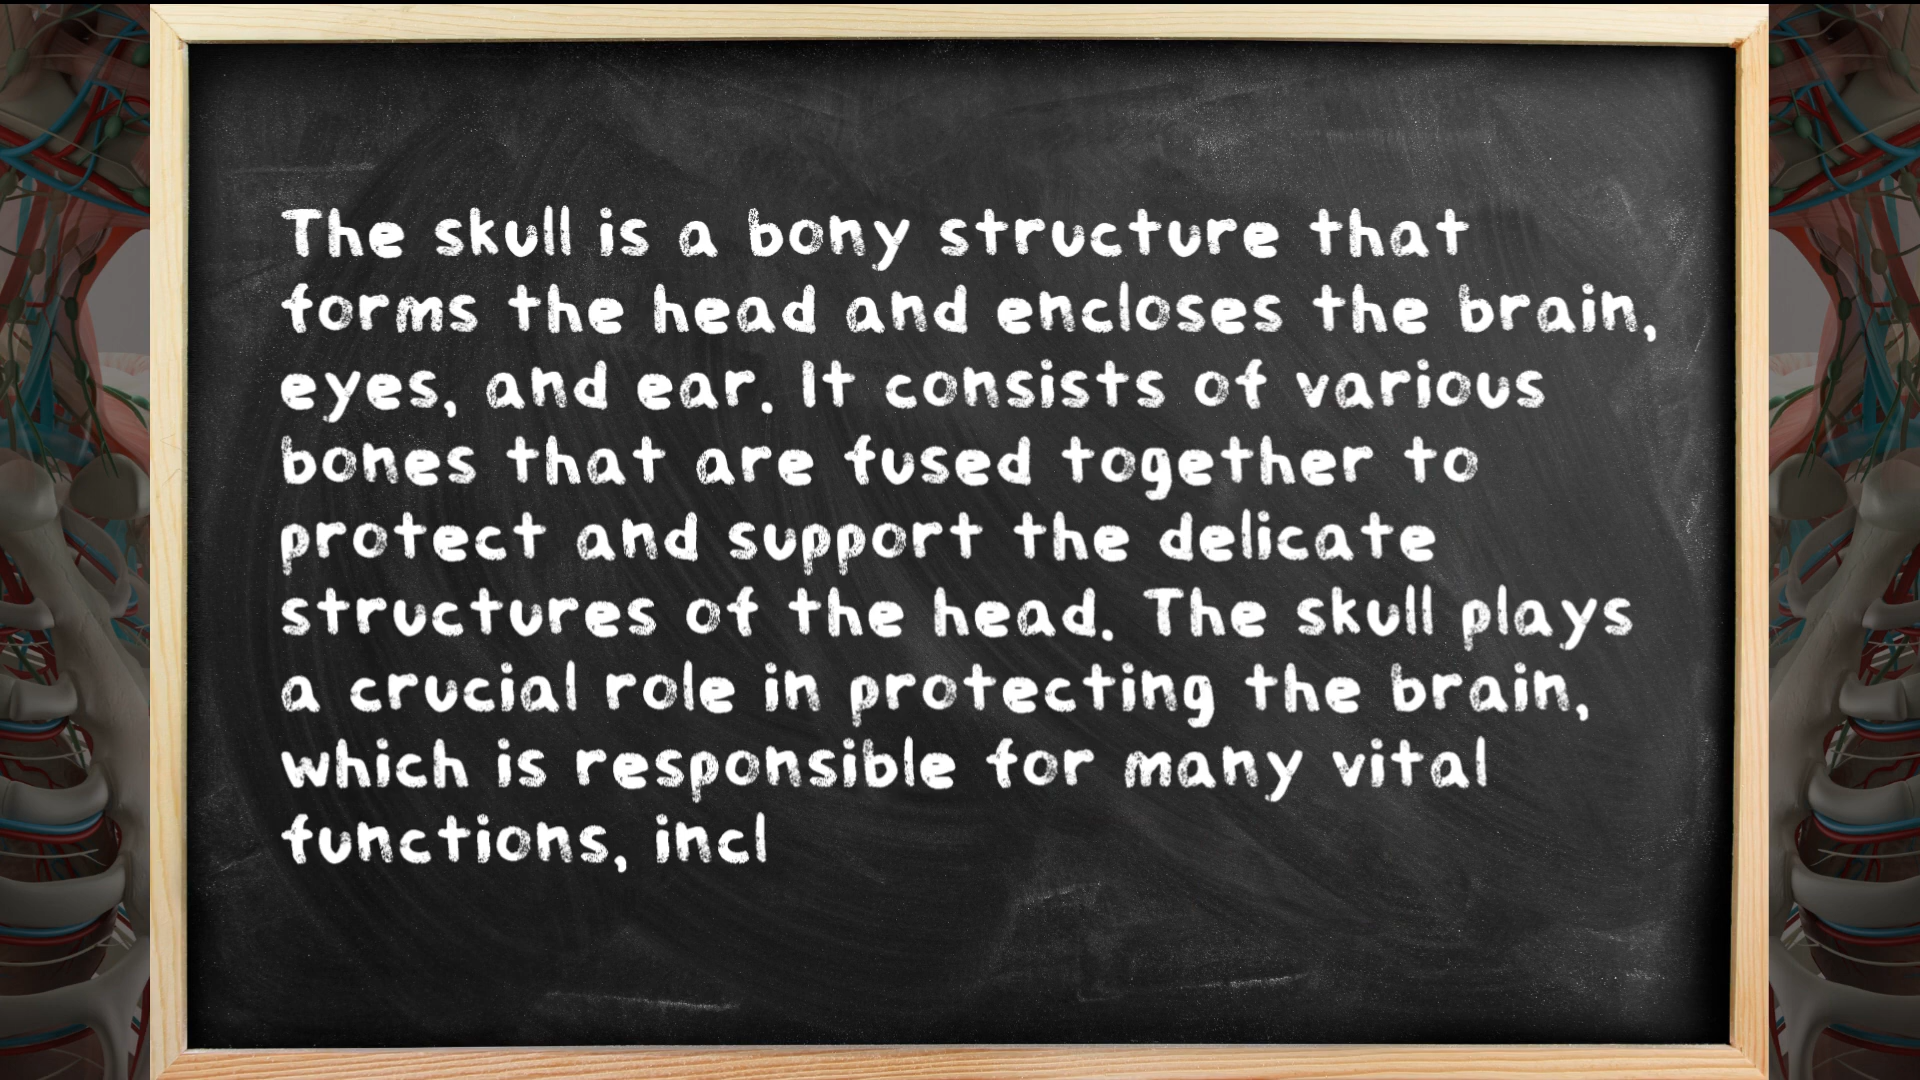 The skull is a bony structure that
forms the head and encloses the brain,
eyes, and ear. It consists of various
bones that are fused together to
protect and support the delicate
structures of the head. The skull plays
a crucial role in protecting the brain,
which is responsible for many vital
functions, incl